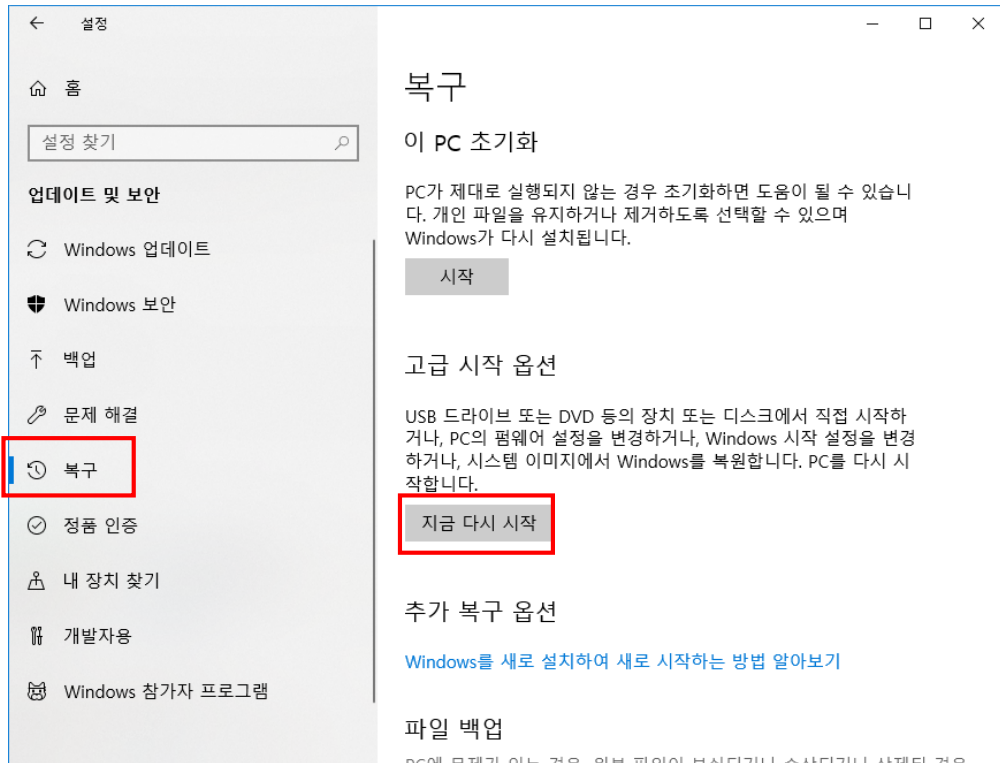 설정
홈
설정 찾기
업데이트 및 보안
Windows 업데이트
Windows 보안
백업
문제 해결
복구
정품 인증
내 장치 찾기
개발자용
Windows 참가자 프로그램
복구
이 PC 초기화
PC가 제대로 실행되지 않는 경우 초기화하면 도움이 될 수 있습니
다. 개인 파일을 유지하거나 제거하도록 선택할 수 있으며
Windows가 다시 설치됩니다.
시작
고급 시작 옵션
USB 드라이브 또는 DVD 등의 장치 또는 디스크에서 직접 시작하
거나, PC의 펌웨어 설정을 변경하거나, Windows 시작 설정을 변경
하거나, 시스템 이미지에서 Windows를 복원합니다. PC를 다시 시
작합니다.
지금 다시 시작
추가 복구 옵션
Windows를 새로 설치하여 새로 시작하는 방법 알아보기
파일 백업